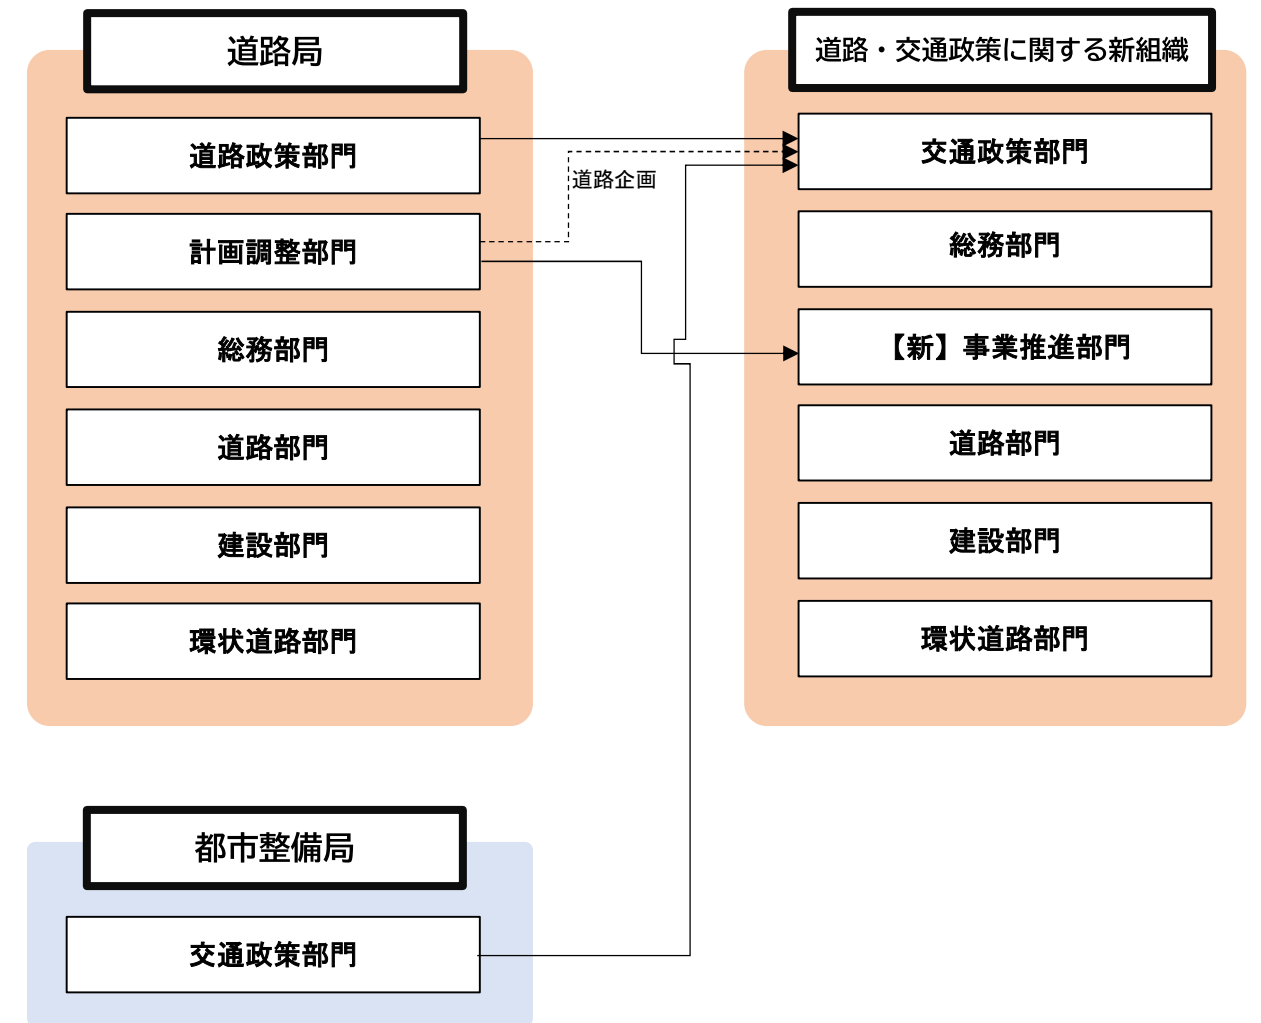 道路局
道路政策部門
計画調整部門
総務部門
道路部門
建設部門
環状道路部門
道路企画
道路・交通政策に関する新組織
交通政策部門
総務部門
【新】事業推進部門
道路部門
建設部門
環状道路部門
都市整備局
交通政策部門